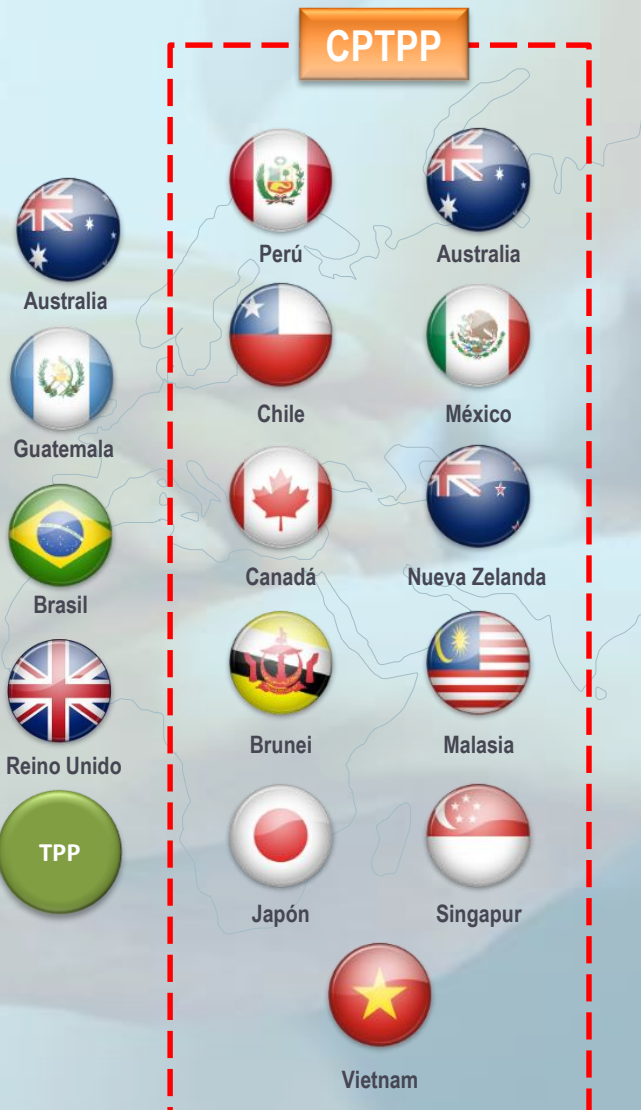 CPTPP
Australia
Guatemala
Brasil
Reino Unido
TPP
Perú
Australia
Chile
México
Canadá
Nueva Zelanda
Brunei
Malasia
Japón
Singapur
Vietnam